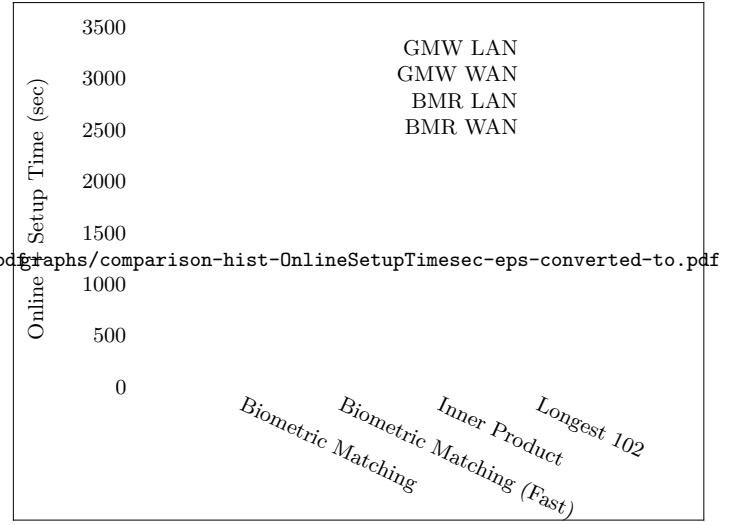 3500
3000
2500
2000
1500
1000
500
0
Online + Setup Time (sec)
GMW LAN
GMW WAN
BMR LAN
BMR WAN
pdfgraphs/comparison-hist-OnlineSetupTimesec-eps-converted-to.pdf
Biometric Matching
Biometric Matching (Fast)
Inner Product
Longest 102